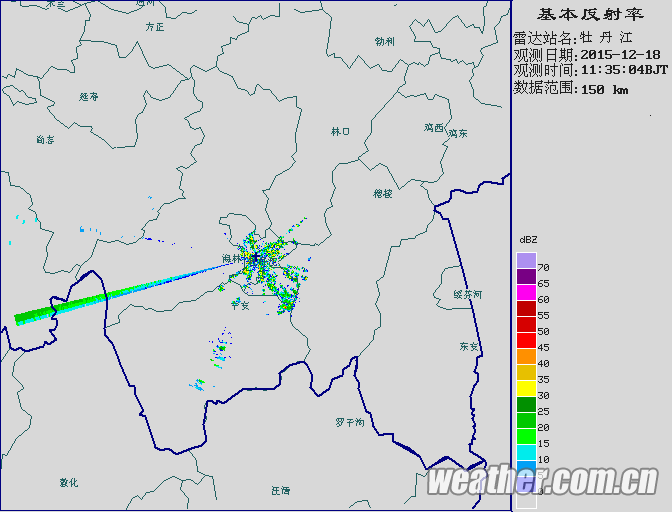 基本反射率
雷达站名:牡 丹 江
观测日期:2015-12-18
观测时间:11:35:04BJT
数据范围:150 km
方正
勃利
延寿
尚志
林口
鸡西
鸡东
穆棱
海林
宁安
绥芬河
东安
罗子沟
敦化
汪清
dBZ
70
65
60
55
50
45
40
35
30
25
20
15
10
5
0
weather.com.cn